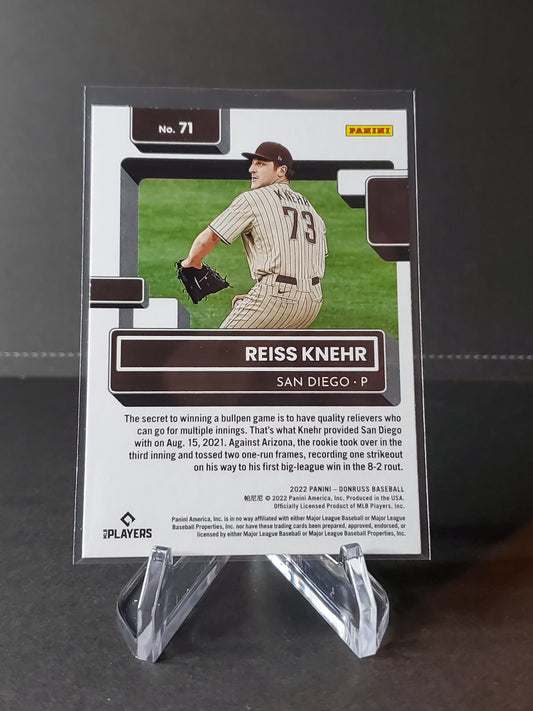 No. 71
PANINI
KNEHR
73
REISS KNEHR
SAN DIEGO · P
The secret to winning a bullpen game is to have quality relievers who
can go for multiple innings. That's what Knehr provided San Diego
with on Aug. 15, 2021. Against Arizona, the rookie took over in the
third inning and tossed two one-run frames, recording one strikeout
on his way to his first big-league win in the 8-2 rout.
2022 PANINI – DONRUSS BASEBALL
帕尼尼 © 2022 Panini America, Inc. Produced in the USA.
Officially Licensed Product of MLB Players, Inc.
MLB PLAYERS
Panini America, Inc. is in no way affiliated with either Major League Baseball or Major League
Baseball Properties, Inc. nor have these trading cards been prepared, approved, endorsed, or
licensed by either Major League Baseball or Major League Baseball Properties, Inc.